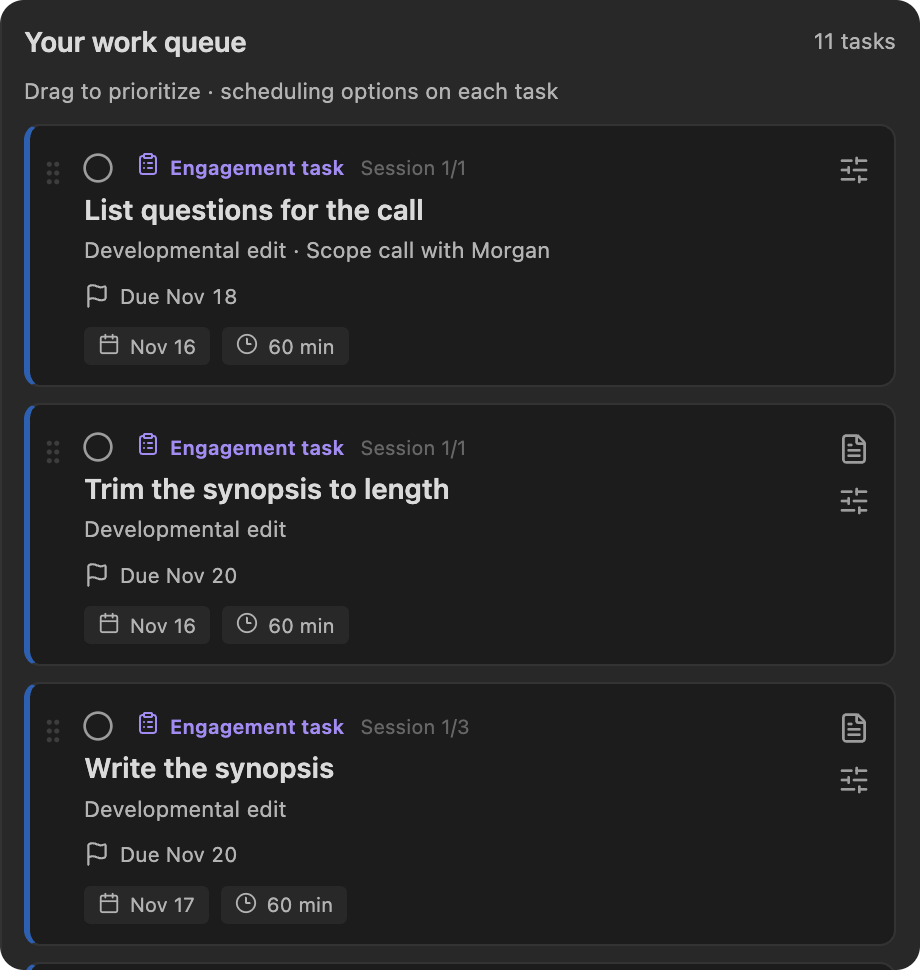 Your work queue
11 tasks
Drag to prioritize · scheduling options on each task
Engagement task Session 1/1
List questions for the call
Developmental edit · Scope call with Morgan
Due Nov 18
Nov 16 60 min
Engagement task Session 1/1
Trim the synopsis to length
Developmental edit
Due Nov 20
Nov 16 60 min
Engagement task Session 1/3
Write the synopsis
Developmental edit
Due Nov 20
Nov 17 60 min